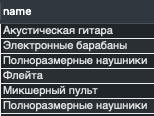 name
Акустическая гитара
Электронные барабаны
Полноразмерные наушники
Флейта
Микшерный пульт
Полноразмерные наушники